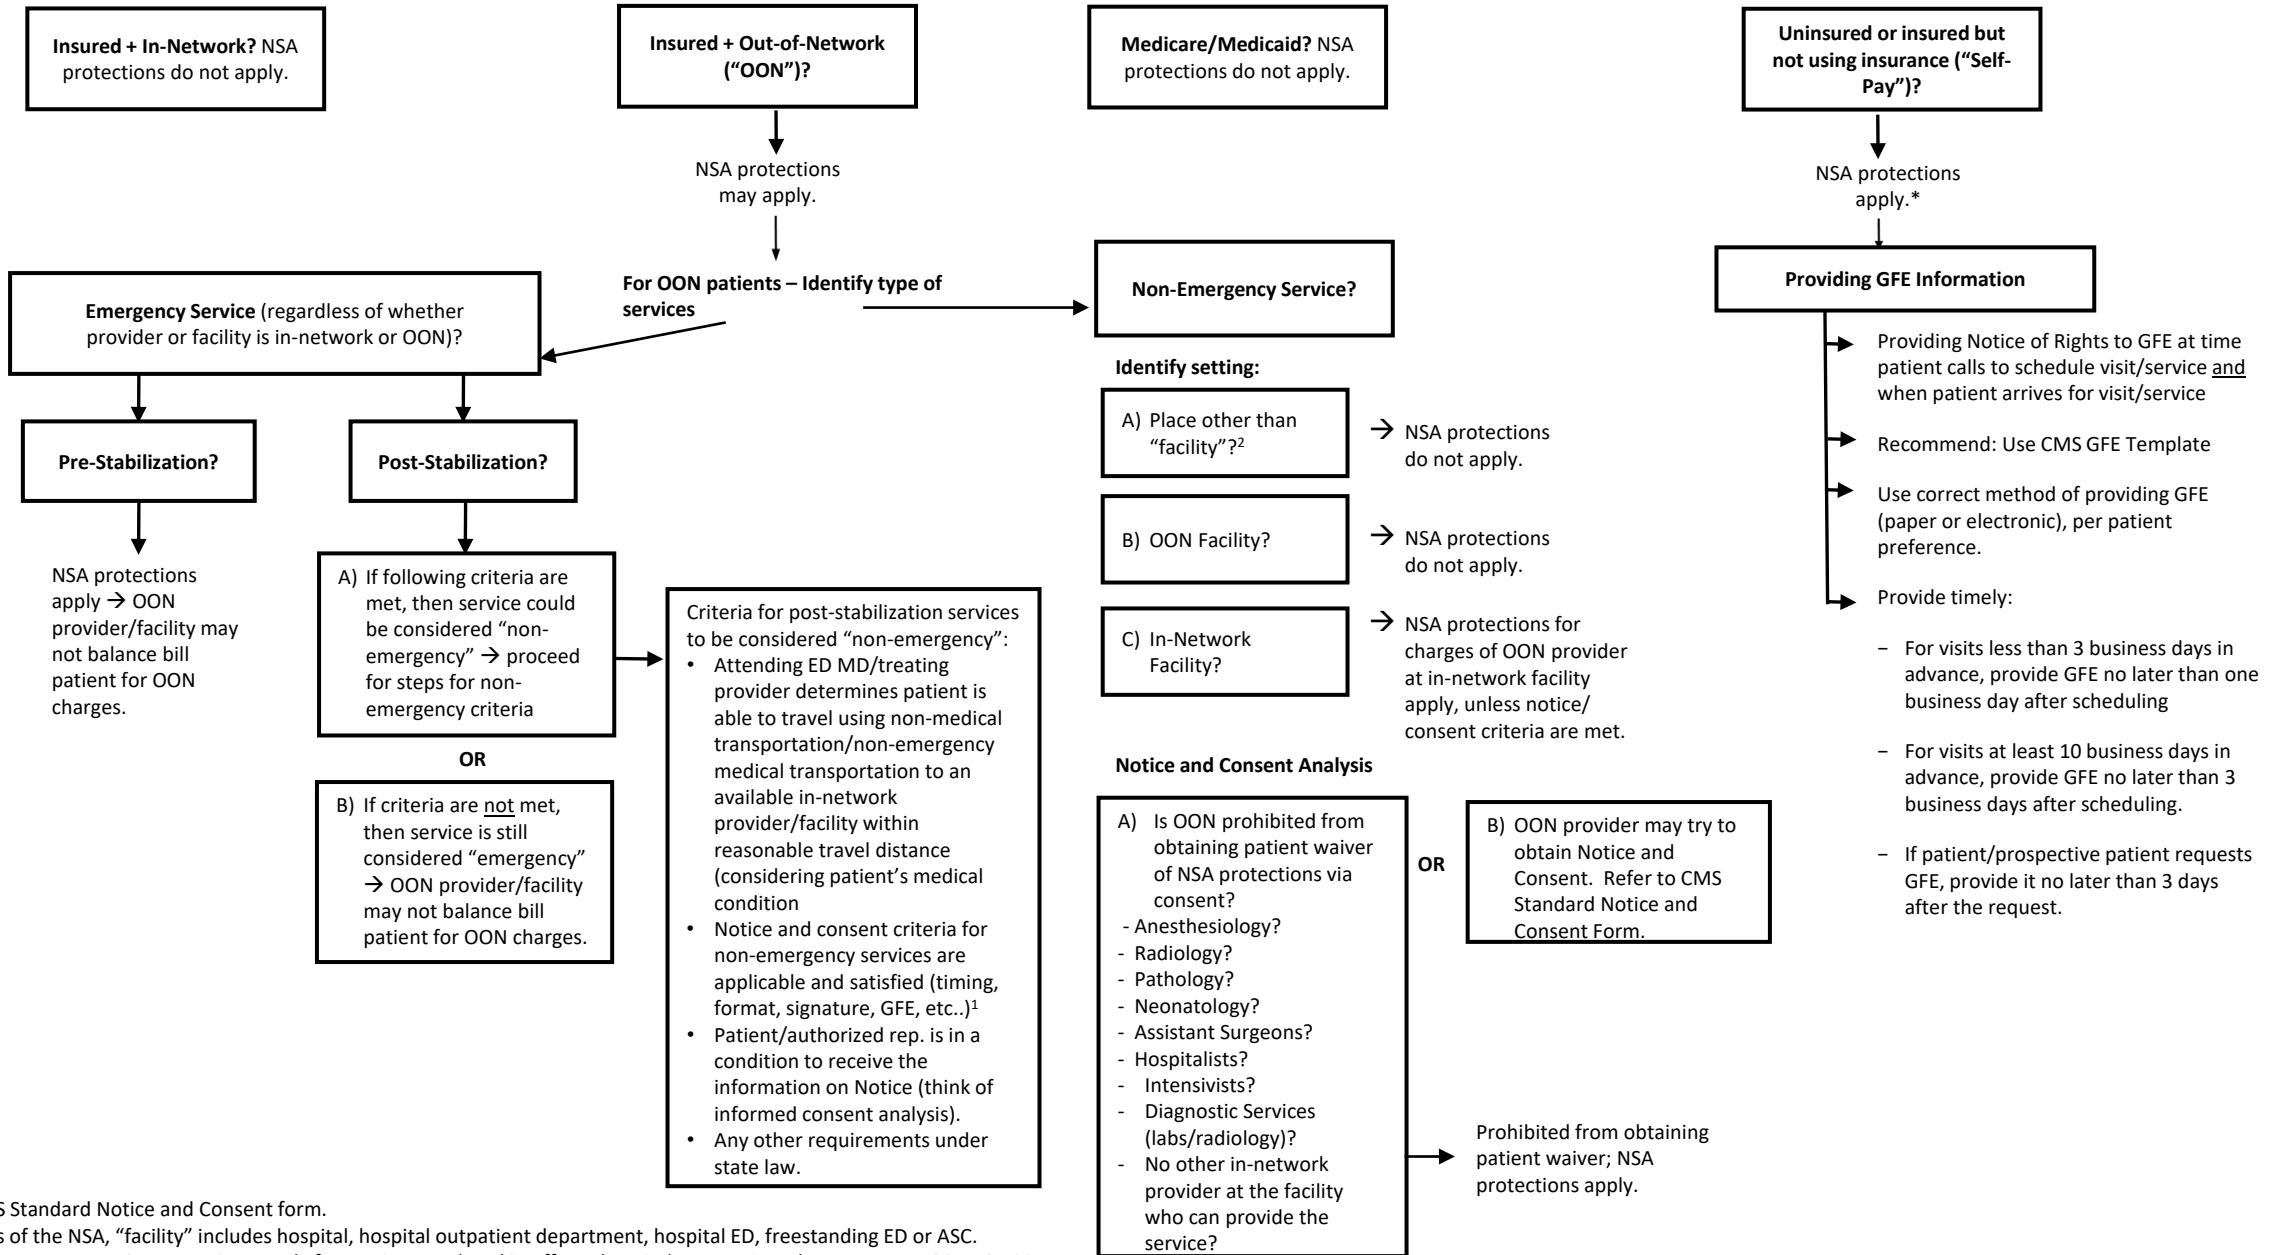 Insured + In-Network? NSA
protections do not apply.
Insured + Out-of-Network
("OON")?
Medicare/Medicaid? NSA
protections do not apply.
Uninsured or insured but
not using insurance ("Self-
Pay")?
NSA protections
may apply.
NSA protections
apply.*
For OON patients – Identify type of
services
Emergency Service (regardless of whether
provider or facility is in-network or OON)?
Pre-Stabilization?
Post-Stabilization?
NSA protections
apply → OON
provider/facility may
not balance bill
patient for OON
charges.
A) If following criteria are
met, then service could
be considered "non-
emergency" → proceed
for steps for non-
emergency criteria
OR
B) If criteria are not met,
then service is still
considered "emergency"
→ OON provider/facility
may not balance bill
patient for OON charges.
Criteria for post-stabilization services
to be considered "non-emergency":
• Attending ED MD/treating
provider determines patient is
able to travel using non-medical
transportation/non-emergency
medical transportation to an
available in-network
provider/facility within
reasonable travel distance
(considering patient's medical
condition
• Notice and consent criteria for
non-emergency services are
applicable and satisfied (timing,
format, signature, GFE, etc..)1
• Patient/authorized rep. is in a
condition to receive the
information on Notice (think of
informed consent analysis).
• Any other requirements under
state law.
Non-Emergency Service?
Identify setting:
A) Place other than
"facility"?2
→ NSA protections
do not apply.
B) OON Facility?
→ NSA protections
do not apply.
C) In-Network
Facility?
→ NSA protections for
charges of OON provider
at in-network facility
apply, unless notice/
consent criteria are met.
Notice and Consent Analysis
A) Is OON prohibited from
obtaining patient waiver
of NSA protections via
consent?
- Anesthesiology?
- Radiology?
- Pathology?
- Neonatology?
- Assistant Surgeons?
- Hospitalists?
- Intensivists?
- Diagnostic Services
(labs/radiology)?
- No other in-network
provider at the facility
who can provide the
service?
OR
B) OON provider may try to
obtain Notice and
Consent. Refer to CMS
Standard Notice and
Consent Form.
Prohibited from obtaining
patient waiver; NSA
protections apply.
Providing GFE Information
Providing Notice of Rights to GFE at time
patient calls to schedule visit/service and
when patient arrives for visit/service
Recommend: Use CMS GFE Template
Use correct method of providing GFE
(paper or electronic), per patient
preference.
Provide timely:
– For visits less than 3 business days in
advance, provide GFE no later than one
business day after scheduling
– For visits at least 10 business days in
advance, provide GFE no later than 3
business days after scheduling.
– If patient/prospective patient requests
GFE, provide it no later than 3 days
after the request.
S Standard Notice and Consent form.
s of the NSA, "facility" includes hospital, hospital outpatient department, hospital ED, freestanding ED or ASC.